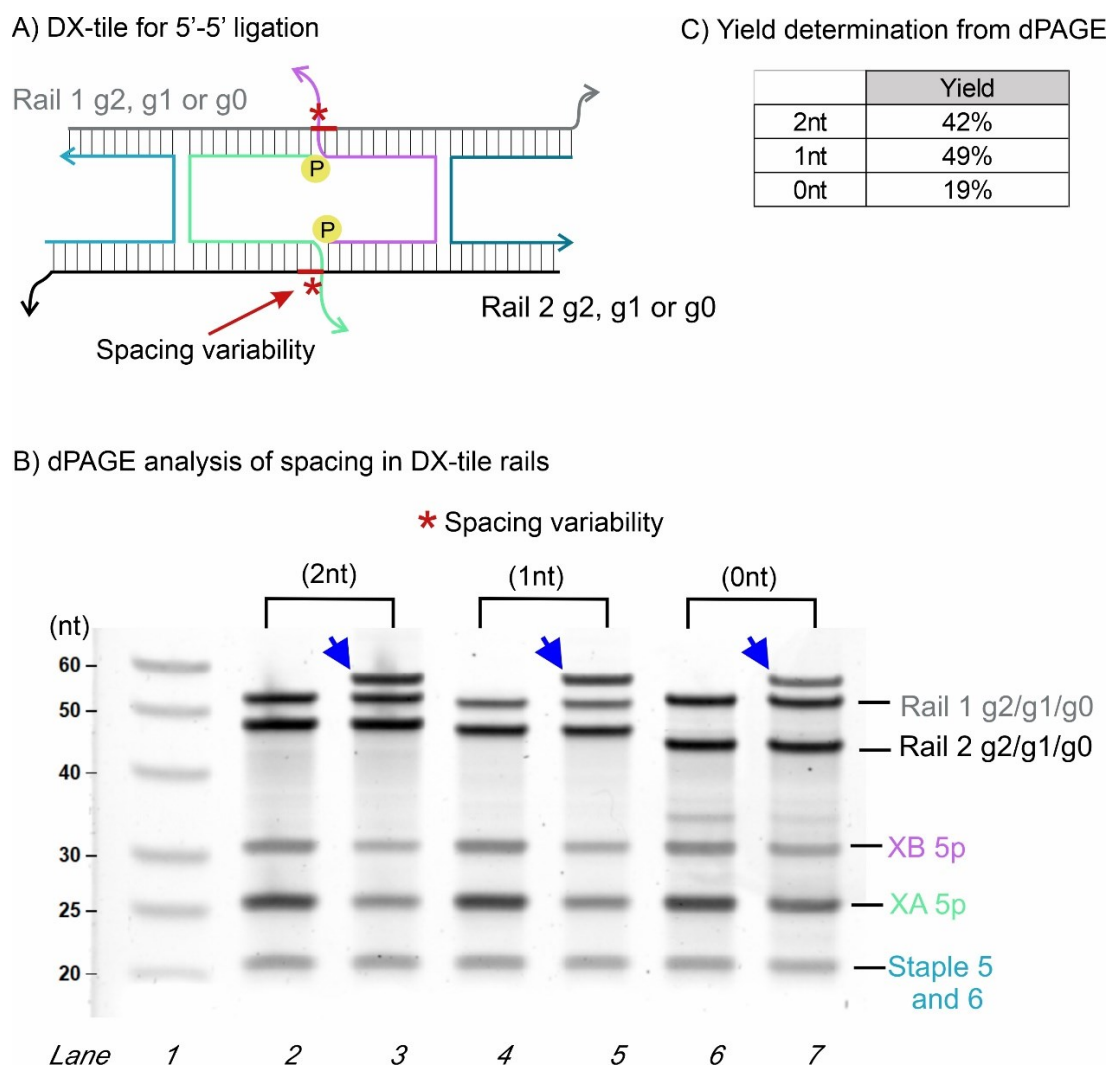 A) DX-tile for 5'-5' ligation
Rail 1 g2, g1 or g0
*
P
P
*
Rail 2 g2, g1 or g0
Spacing variability
C) Yield determination from dPAGE
Yield
2nt 42%
1nt 49%
0nt 19%
B) dPAGE analysis of spacing in DX-tile rails
* Spacing variability
(2nt) (1nt) (0nt)
(nt)
60
50
40
30
25
20
Rail 1 g2/g1/g0
Rail 2 g2/g1/g0
XB 5p
XA 5p
Staple 5
and 6
Lane 1 2 3 4 5 6 7